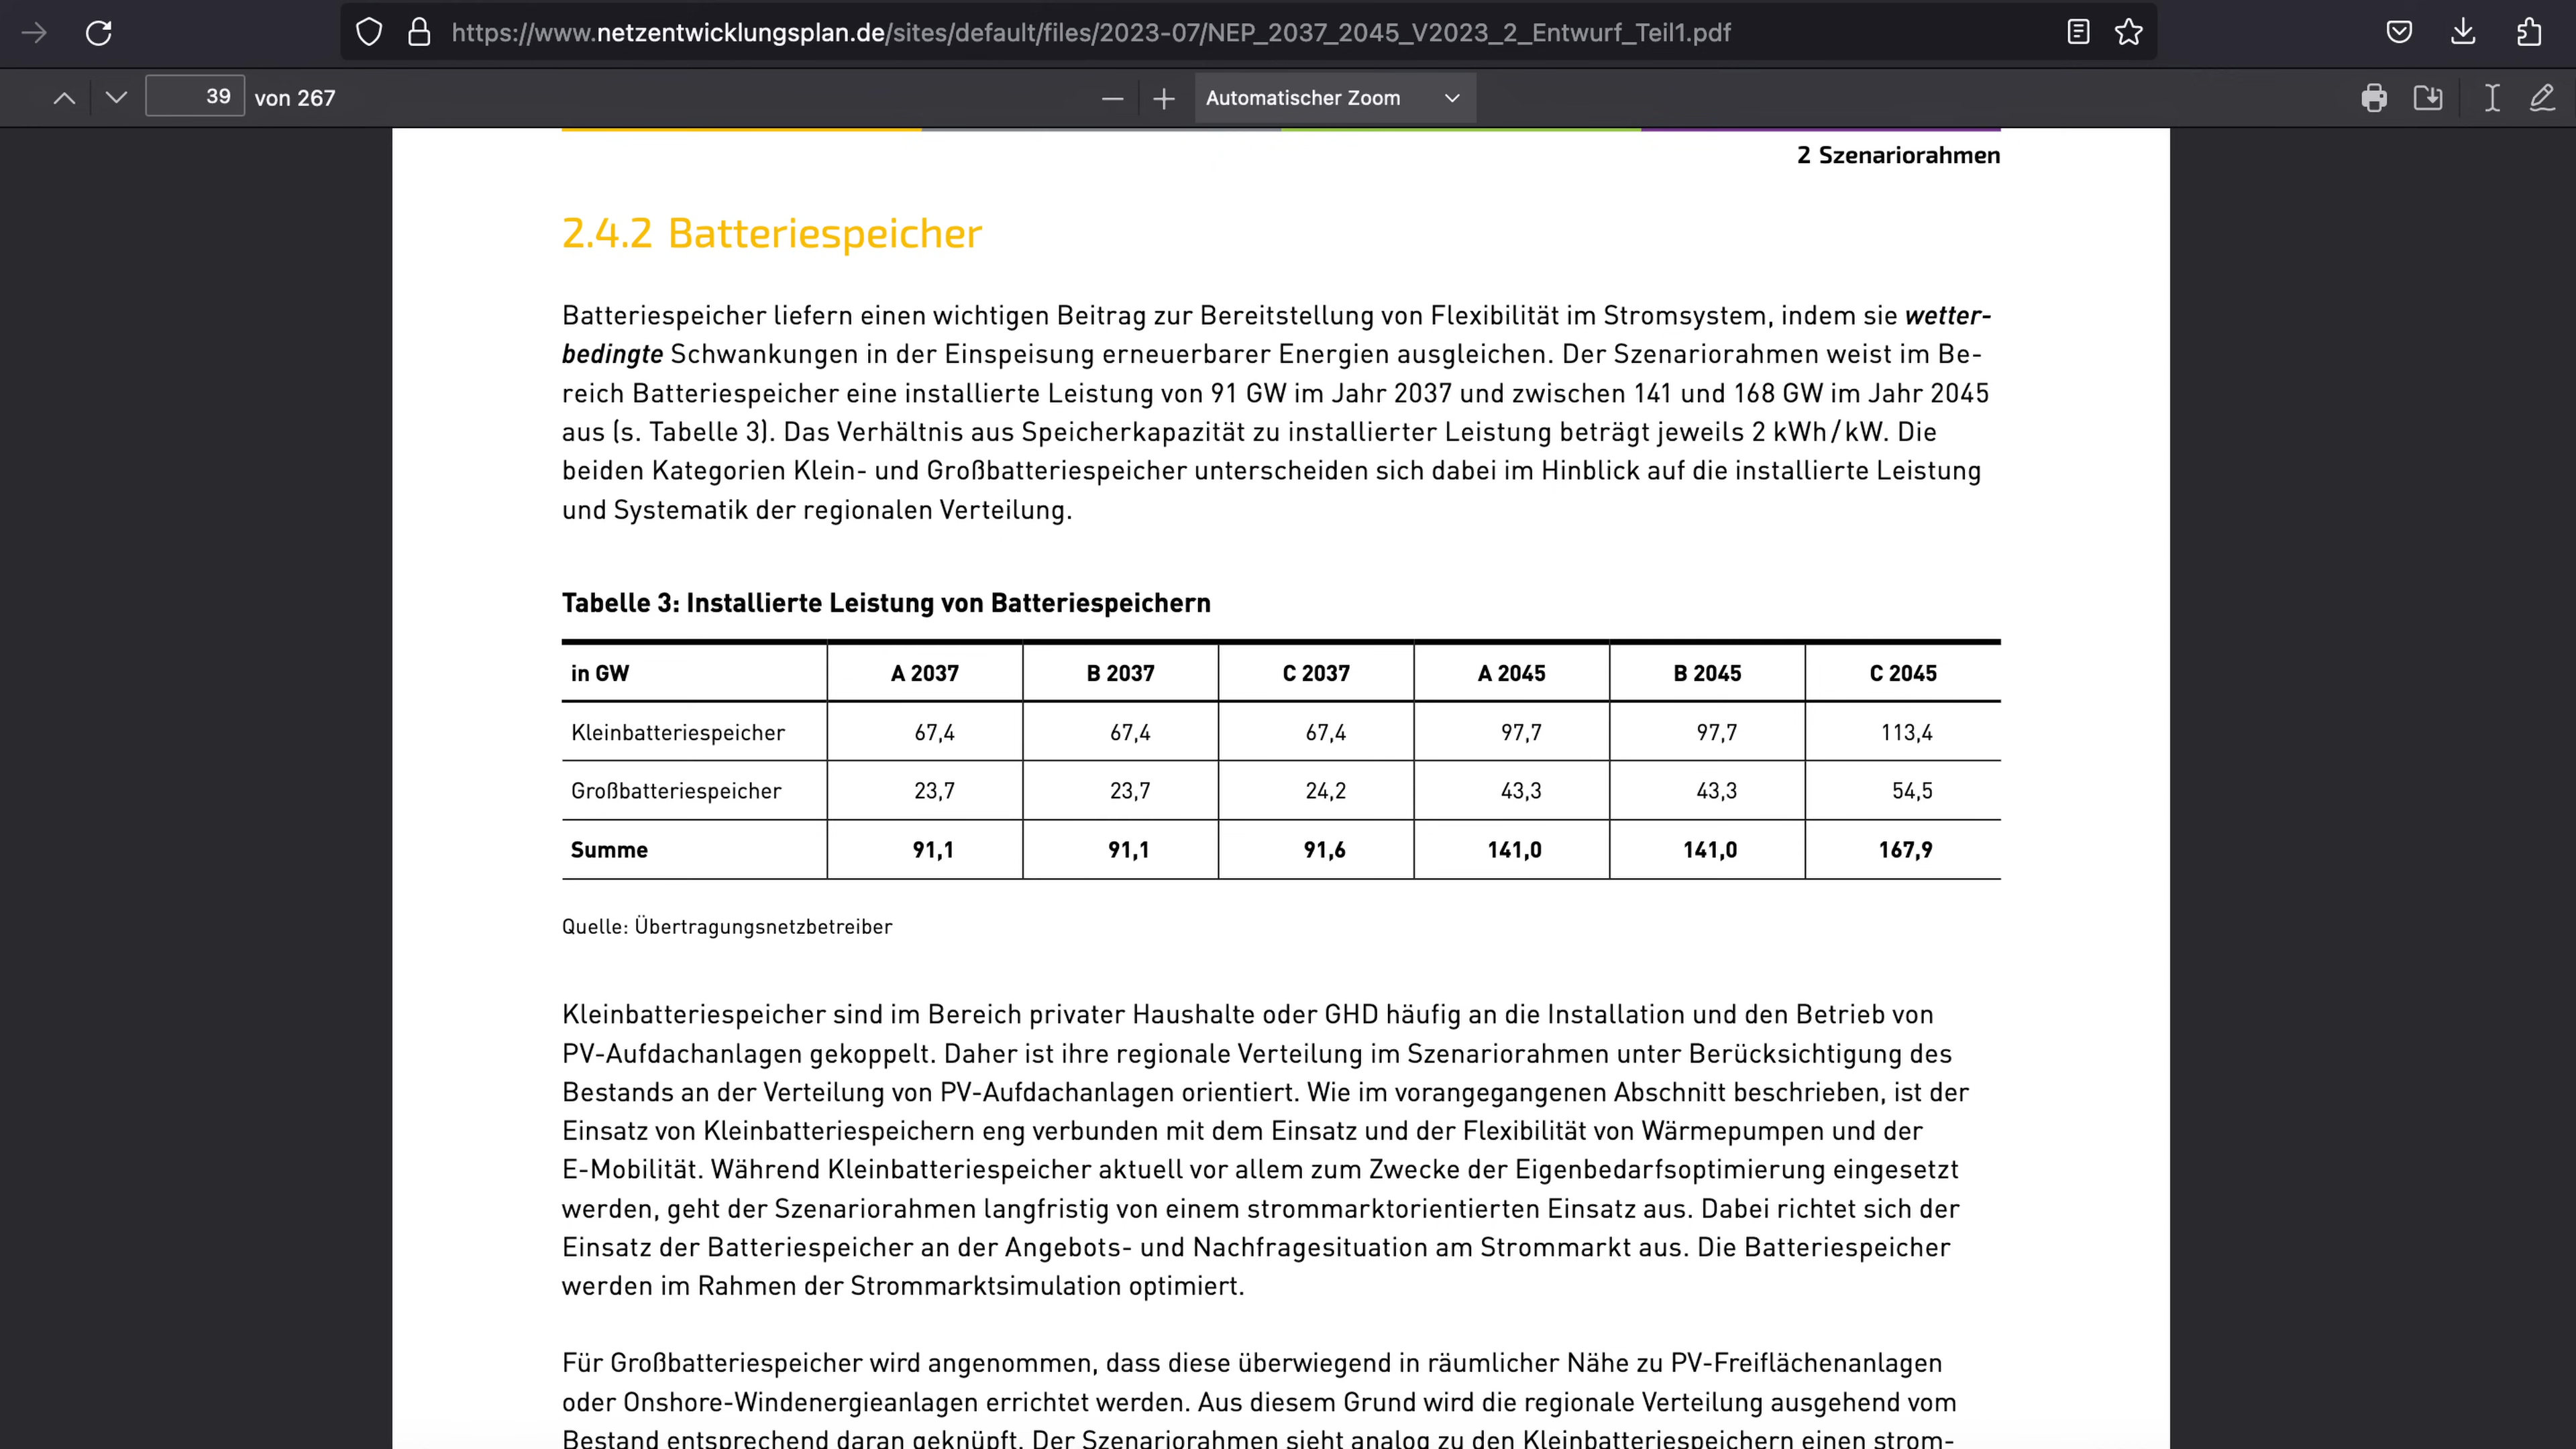 https://www.netzentwicklungsplan.de/sites/default/files/2023-07/NEP_2037_2045_V2023_2_Entwurf_Teil1.pdf
39 von 267
Automatischer Zoom
2 Szenariorahmen
2.4.2 Batteriespeicher
Batteriespeicher liefern einen wichtigen Beitrag zur Bereitstellung von Flexibilität im Stromsystem, indem sie wetter-
bedingte Schwankungen in der Einspeisung erneuerbarer Energien ausgleichen. Der Szenariorahmen weist im Be-
reich Batteriespeicher eine installierte Leistung von 91 GW im Jahr 2037 und zwischen 141 und 168 GW im Jahr 2045
aus (s. Tabelle 3). Das Verhältnis aus Speicherkapazität zu installierter Leistung beträgt jeweils 2 kWh/kW. Die
beiden Kategorien Klein- und Großbatteriespeicher unterscheiden sich dabei im Hinblick auf die installierte Leistung
und Systematik der regionalen Verteilung.
Tabelle 3: Installierte Leistung von Batteriespeichern
in GW A 2037 B 2037 C 2037 A 2045 B 2045 C 2045
Kleinbatteriespeicher 67,4 67,4 67,4 97,7 97,7 113,4
Großbatteriespeicher 23,7 23,7 24,2 43,3 43,3 54,5
Summe 91,1 91,1 91,6 141,0 141,0 167,9
Quelle: Übertragungsnetzbetreiber
Kleinbatteriespeicher sind im Bereich privater Haushalte oder GHD häufig an die Installation und den Betrieb von
PV-Aufdachanlagen gekoppelt. Daher ist ihre regionale Verteilung im Szenariorahmen unter Berücksichtigung des
Bestands an der Verteilung von PV-Aufdachanlagen orientiert. Wie im vorangegangenen Abschnitt beschrieben, ist der
Einsatz von Kleinbatteriespeichern eng verbunden mit dem Einsatz und der Flexibilität von Wärmepumpen und der
E-Mobilität. Während Kleinbatteriespeicher aktuell vor allem zum Zwecke der Eigenbedarfsoptimierung eingesetzt
werden, geht der Szenariorahmen langfristig von einem strommarktorientierten Einsatz aus. Dabei richtet sich der
Einsatz der Batteriespeicher an der Angebots- und Nachfragesituation am Strommarkt aus. Die Batteriespeicher
werden im Rahmen der Strommarktsimulation optimiert.
Für Großbatteriespeicher wird angenommen, dass diese überwiegend in räumlicher Nähe zu PV-Freiflächenanlagen
oder Onshore-Windenergieanlagen errichtet werden. Aus diesem Grund wird die regionale Verteilung ausgehend vom
Bestand entsprechend daran geknüpft. Der Szenariorahmen sieht analog zu den Kleinbatteriespeichern einen strom-